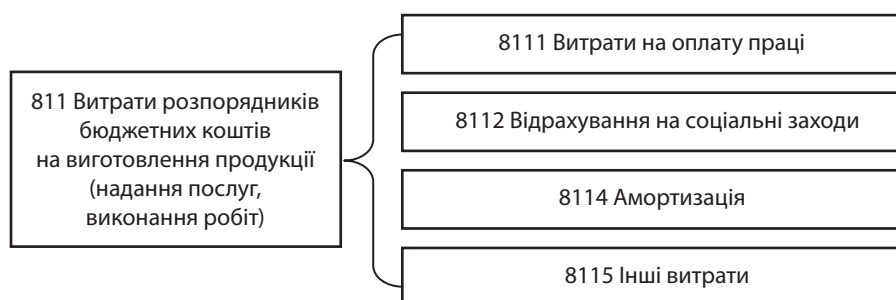 811 Витрати розпорядників
бюджетних коштів
на виготовлення продукції
(надання послуг,
виконання робіт)
8111 Витрати на оплату праці
8112 Відрахування на соціальні заходи
8114 Амортизація
8115 Інші витрати